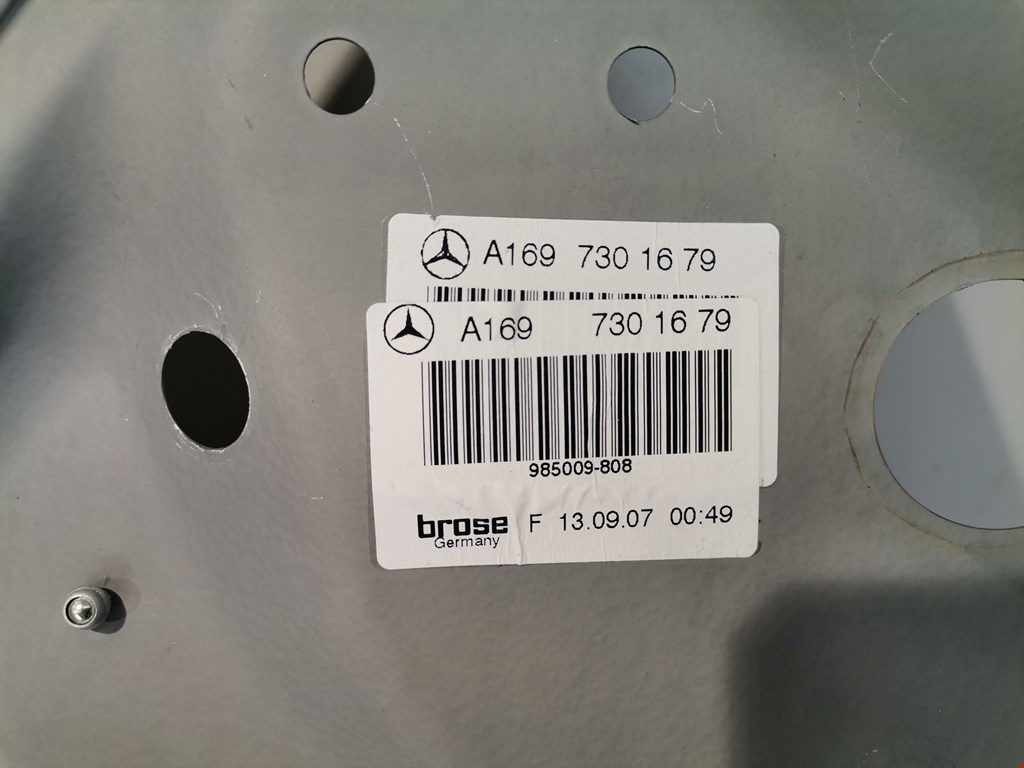 A169 730 16 79
A169 730 16 79
985009-808
brose F 13.09.07 00:49
Germany